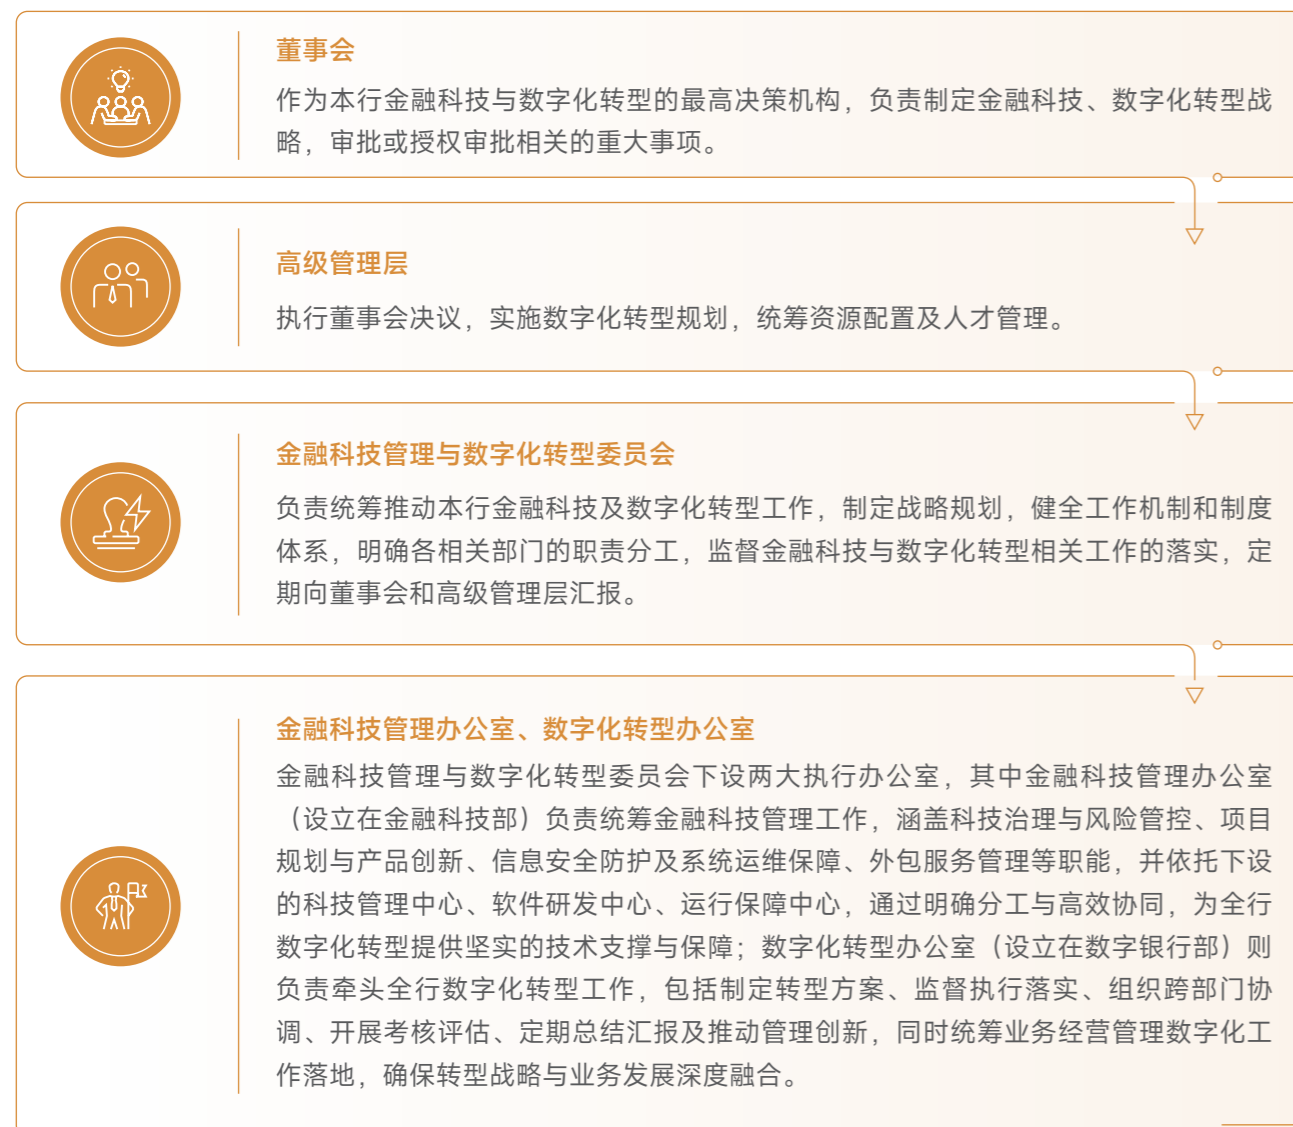 董事会
作为本行金融科技与数字化转型的最高决策机构，负责制定金融科技、数字化转型战
略，审批或授权审批相关的重大事项。
高级管理层
执行董事会决议，实施数字化转型规划，统筹资源配置及人才管理。
金融科技管理与数字化转型委员会
负责统筹推动本行金融科技及数字化转型工作，制定战略规划，健全工作机制和制度
体系，明确各相关部门的职责分工，监督金融科技与数字化转型相关工作的落实，定
期向董事会和高级管理层汇报。
金融科技管理办公室、数字化转型办公室
金融科技管理与数字化转型委员会下设两大执行办公室，其中金融科技管理办公室
（设立在金融科技部）负责统筹金融科技管理工作，涵盖科技治理与风险管控、项目
规划与产品创新、信息安全防护及系统运维保障、外包服务管理等职能，并依托下设
的科技管理中心、软件研发中心、运行保障中心，通过明确分工与高效协同，为全行
数字化转型提供坚实的技术支撑与保障；数字化转型办公室（设立在数字银行部）则
负责牵头全行数字化转型工作，包括制定转型方案、监督执行落实、组织跨部门协
调、开展考核评估、定期总结汇报及推动管理创新，同时统筹业务经营管理数字化工
作落地，确保转型战略与业务发展深度融合。